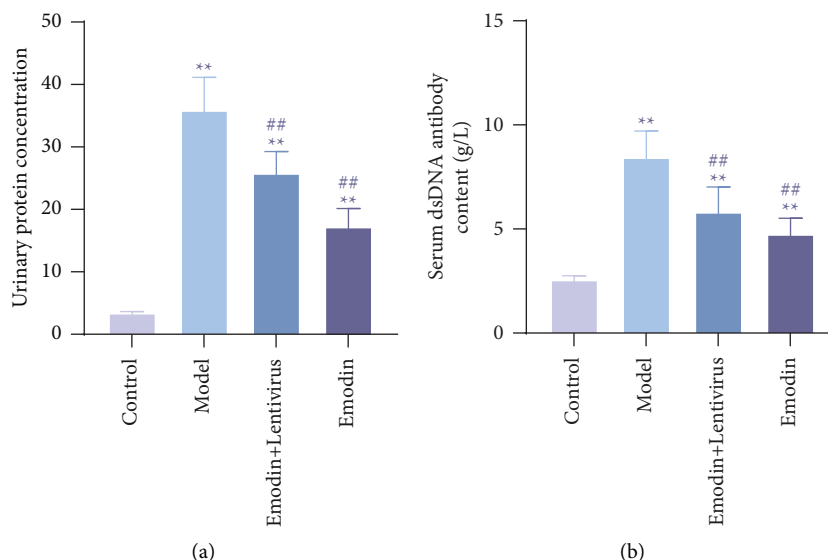 Urinary protein concentration
50
40
30
20
10
0
**
##
**
##
**
Control
Model
Emodin+Lentivirus
Emodin
(a)
Serum dsDNA antibody
content (g/L)
15
10
5
0
**
##
**
##
**
Control
Model
Emodin+Lentivirus
Emodin
(b)